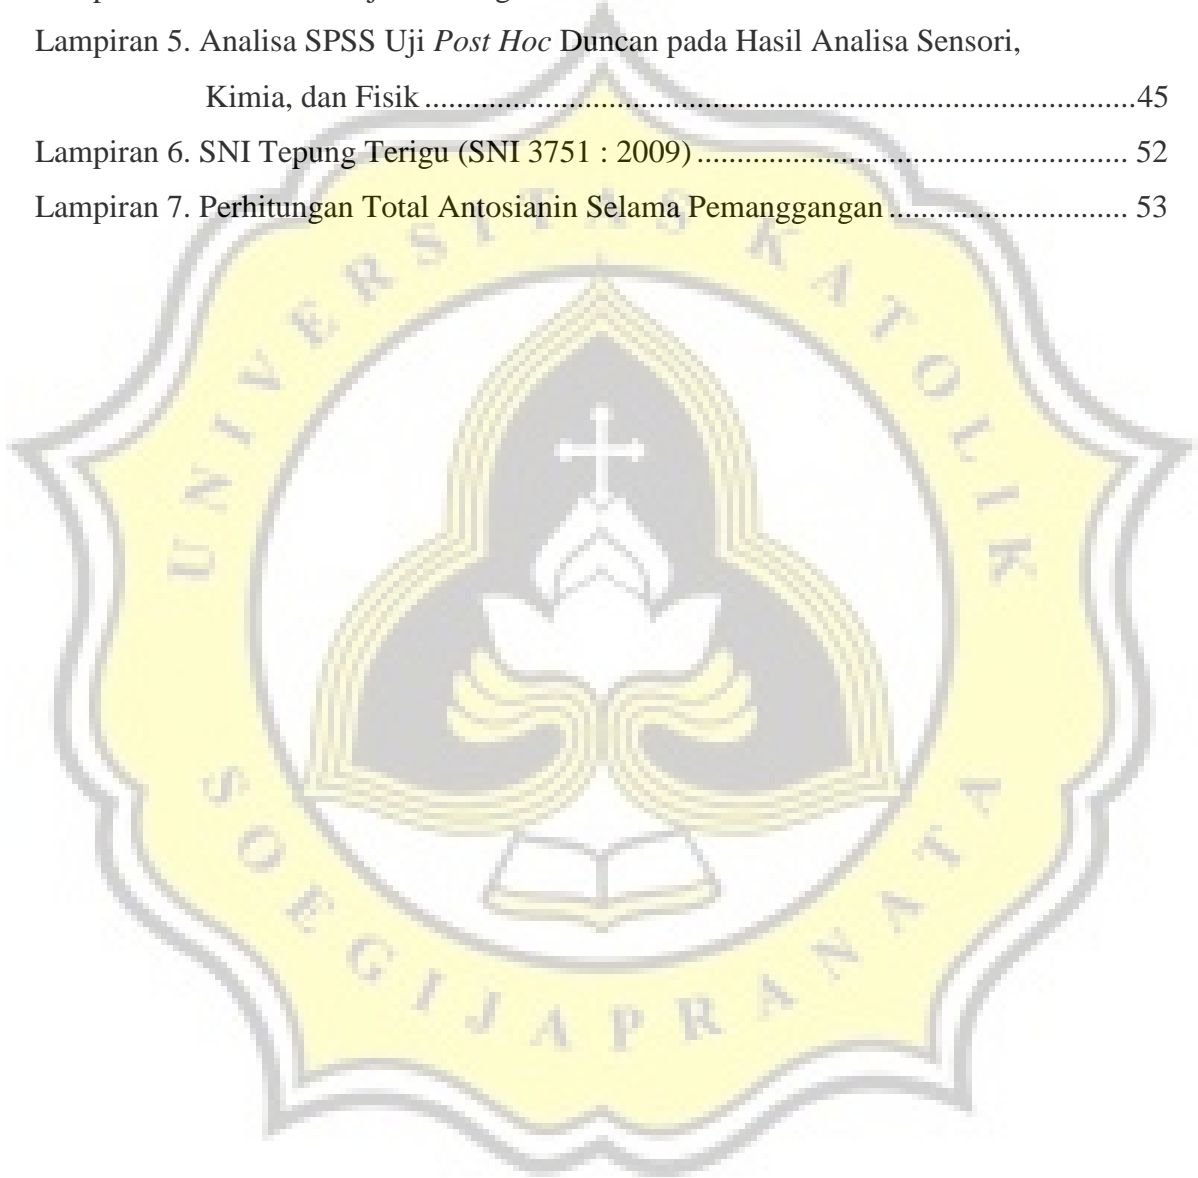 Lampiran 5. Analisa SPSS Uji Post Hoc Duncan pada Hasil Analisa Sensori,
Kimia, dan Fisik ..........................................................................................45
Lampiran 6. SNI Tepung Terigu (SNI 3751 : 2009) ...................................................... 52
Lampiran 7. Perhitungan Total Antosianin Selama Pemanggangan .............................. 53
UNIVERSITAS KATOLIK
SOEGIJAPRANATA